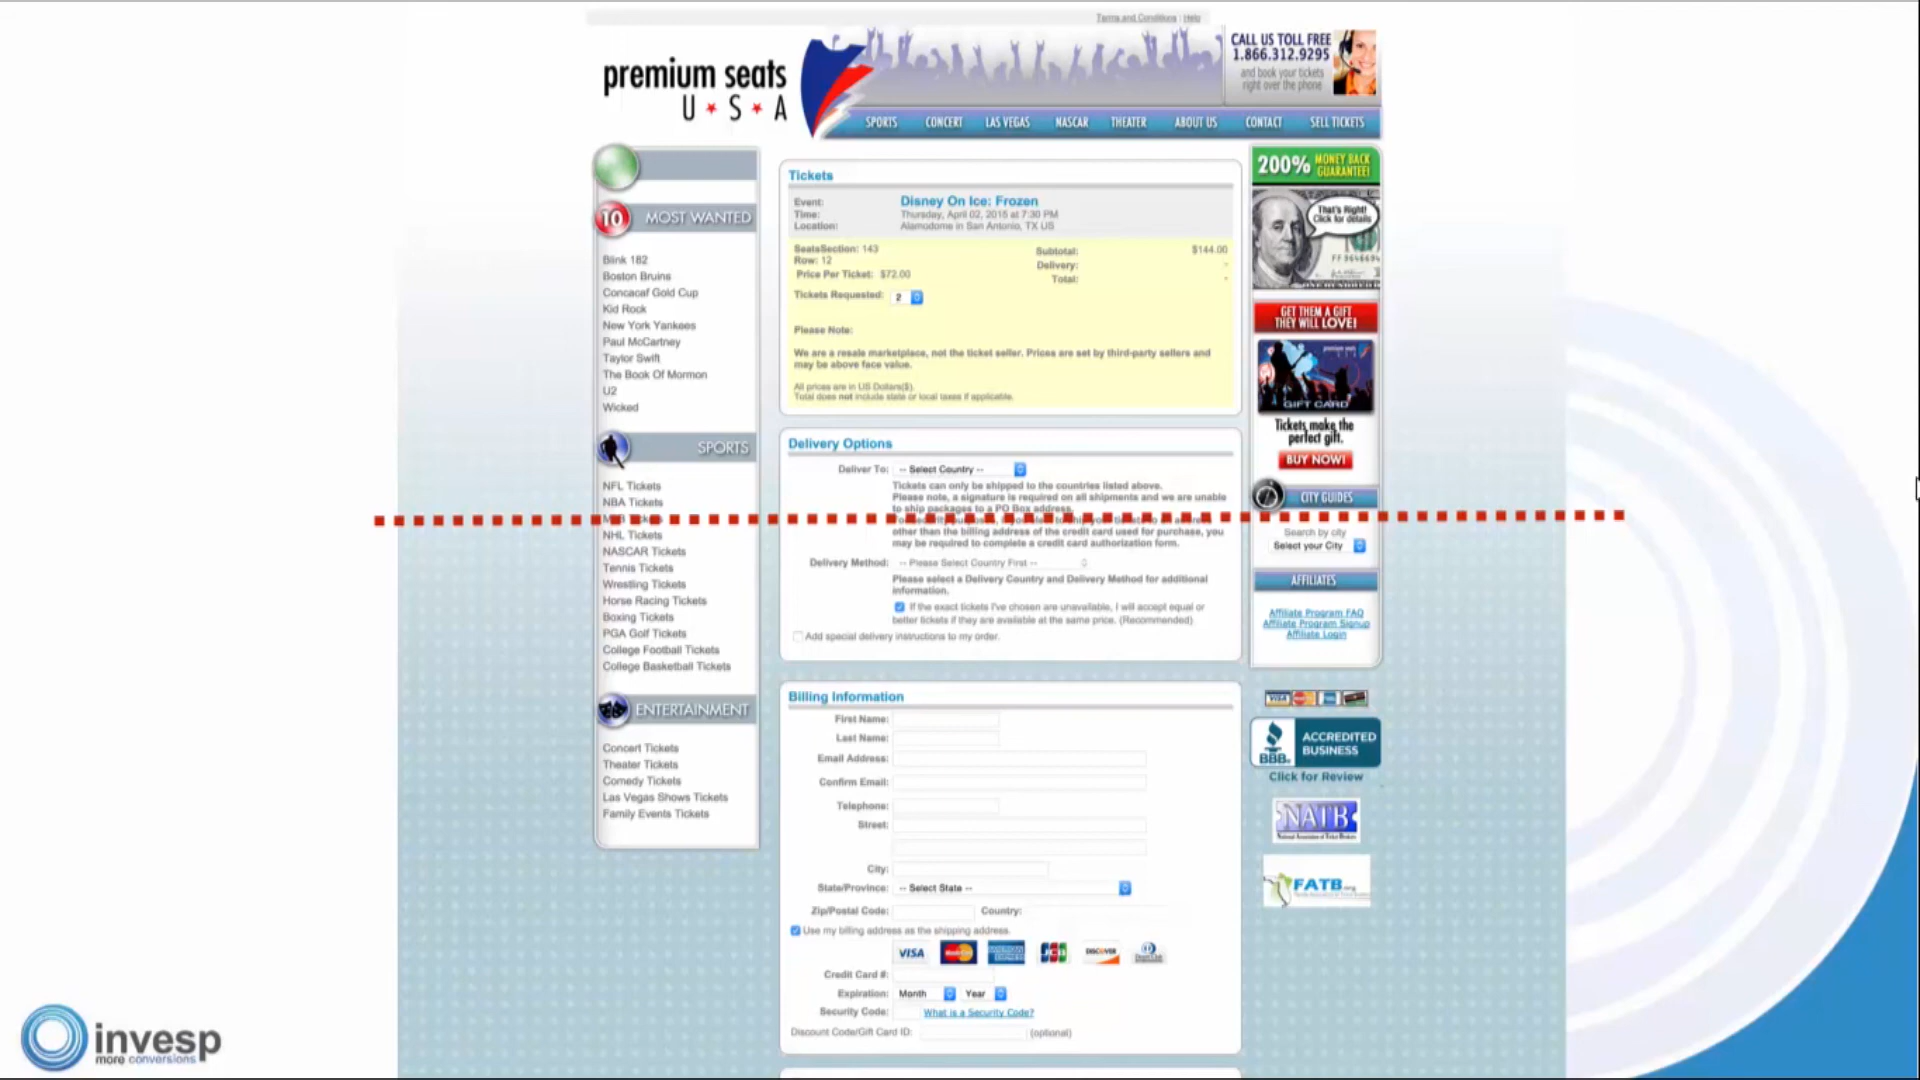 Terms and Conditions | Help
premium seats
U S A
CALL US TOLL FREE
1.866.312.9295
and book your tickets
right over the phone
SPORTS CONCERT LAS VEGAS NASCAR THEATER ABOUT US CONTACT SELL TICKETS
10 MOST WANTED
Blink 182
Boston Bruins
Concacaf Gold Cup
Kid Rock
New York Yankees
Paul McCartney
Taylor Swift
The Book Of Mormon
U2
Wicked
SPORTS
NFL Tickets
NBA Tickets
NHL Tickets
NASCAR Tickets
Tennis Tickets
Wrestling Tickets
Horse Racing Tickets
Boxing Tickets
PGA Golf Tickets
College Football Tickets
College Basketball Tickets
ENTERTAINMENT
Concert Tickets
Theater Tickets
Comedy Tickets
Las Vegas Shows Tickets
Family Events Tickets
Tickets
Event: Disney On Ice: Frozen
Time: Thursday, April 02, 2015 at 7:30 PM
Location: Alamodome in San Antonio, TX US
SeatsSection: 143
Row: 12
Price Per Ticket: $72.00
Tickets Requested: 2
Subtotal: $144.00
Delivery: -
Total: -
Please Note:
We are a resale marketplace, not the ticket seller. Prices are set by third-party sellers and
may be above face value.
All prices are in US Dollars($).
Total does not include state or local taxes if applicable.
Delivery Options
Deliver To: -- Select Country --
Tickets can only be shipped to the countries listed above.
Please note, a signature is required on all shipments and we are unable
to ship packages to a PO Box address.
other than the billing address of the credit card used for purchase, you
may be required to complete a credit card authorization form.
Delivery Method: -- Please Select Country First --
Please select a Delivery Country and Delivery Method for additional
information.
If the exact tickets I've chosen are unavailable, I will accept equal or
better tickets if they are available at the same price. (Recommended)
Add special delivery instructions to my order.
Billing Information
First Name:
Last Name:
Email Address:
Confirm Email:
Telephone:
Street:
City:
State/Province: -- Select State --
Zip/Postal Code: Country:
Use my billing address as the shipping address.
VISA MasterCard AMERICAN EXPRESS JCB DISCOVER
Credit Card #:
Expiration: Month Year
Security Code: What is a Security Code?
Discount Code/Gift Card ID: (optional)
200% MONEY BACK
GUARANTEE!
That's Right!
Click for details
GET THEM A GIFT
THEY WILL LOVE!
premium seats
GIFT CARD
Tickets make the
perfect gift.
BUY NOW!
CITY GUIDES
Search by city
Select your City
AFFILIATES
Affiliate Program FAQ
Affiliate Program Signup
Affiliate Login
VISA
BBB. ACCREDITED
BUSINESS
Click for Review
NATB
National Association of Ticket Brokers
FATB.org
invesp
more conversions